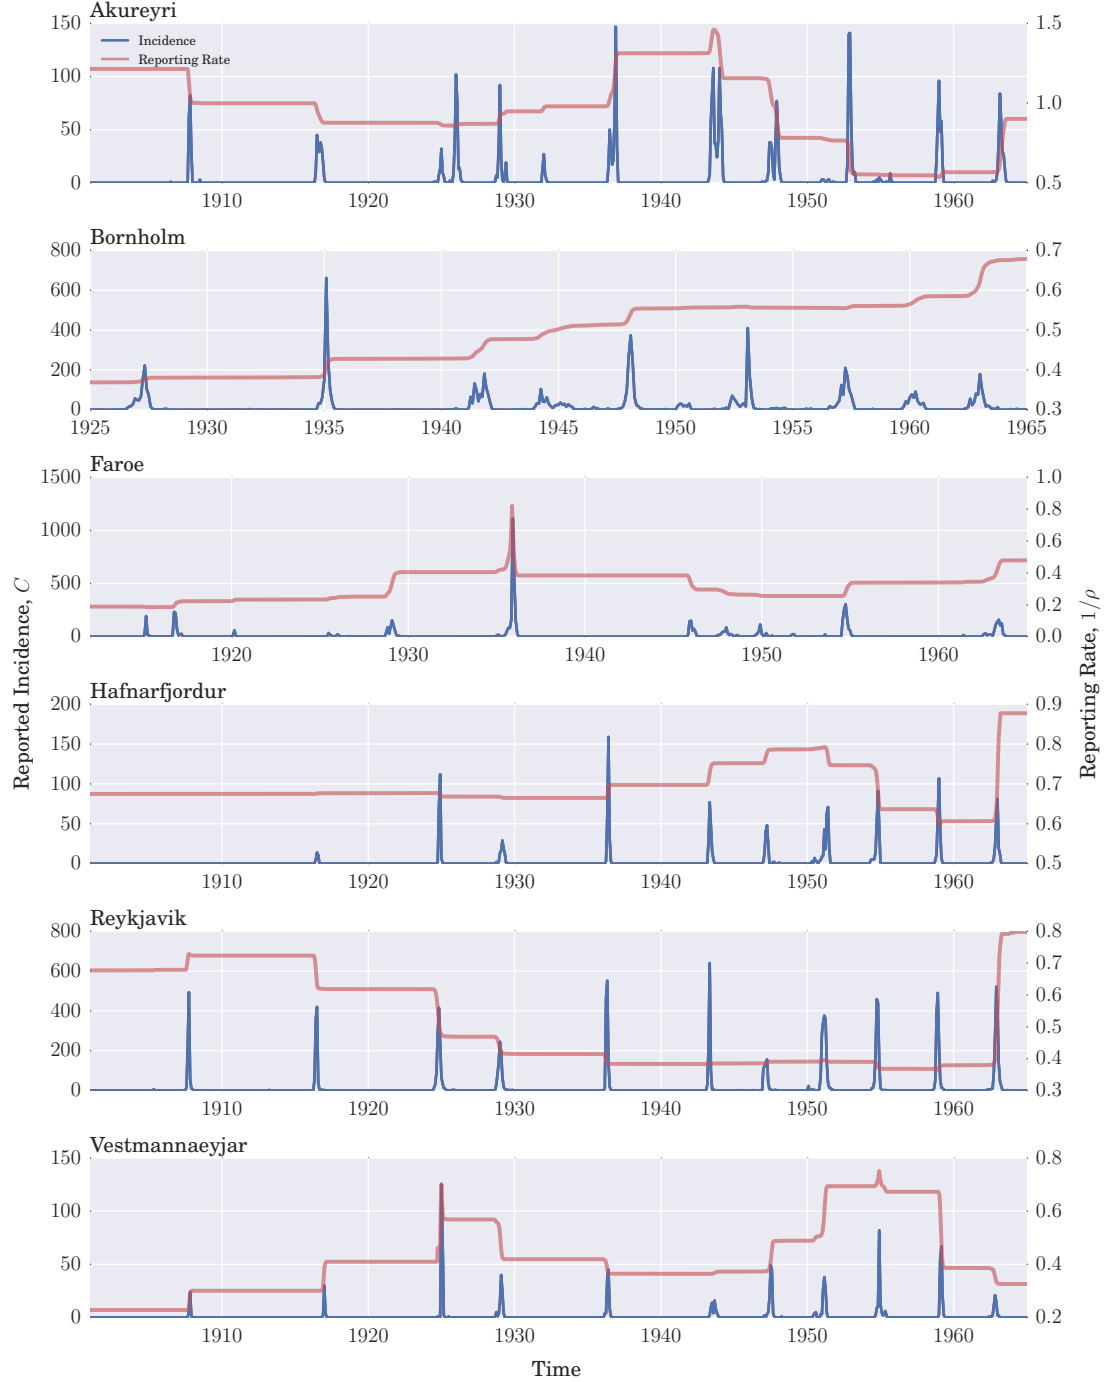 Akureyri
150 1.5
Incidence
Reporting Rate
100 1.0
50
0 0.5
1910 1920 1930 1940 1950 1960
Bornholm
800 0.7
600 0.6
400 0.5
200 0.4
0 0.3
1925 1930 1935 1940 1945 1950 1955 1960 1965
Faroe
1500 1.0
0.8
1000 0.6
500 0.4
0.2
0 0.0
1920 1930 1940 1950 1960
Reported Incidence, C
Reporting Rate, 1/ρ
Hafnarfjordur
200 0.9
150 0.8
100 0.7
50 0.6
0 0.5
1910 1920 1930 1940 1950 1960
Reykjavik
800 0.8
0.7
600 0.6
400 0.5
200 0.4
0 0.3
1910 1920 1930 1940 1950 1960
Vestmannaeyjar
150 0.8
100 0.6
50 0.4
0 0.2
1910 1920 1930 1940 1950 1960
Time